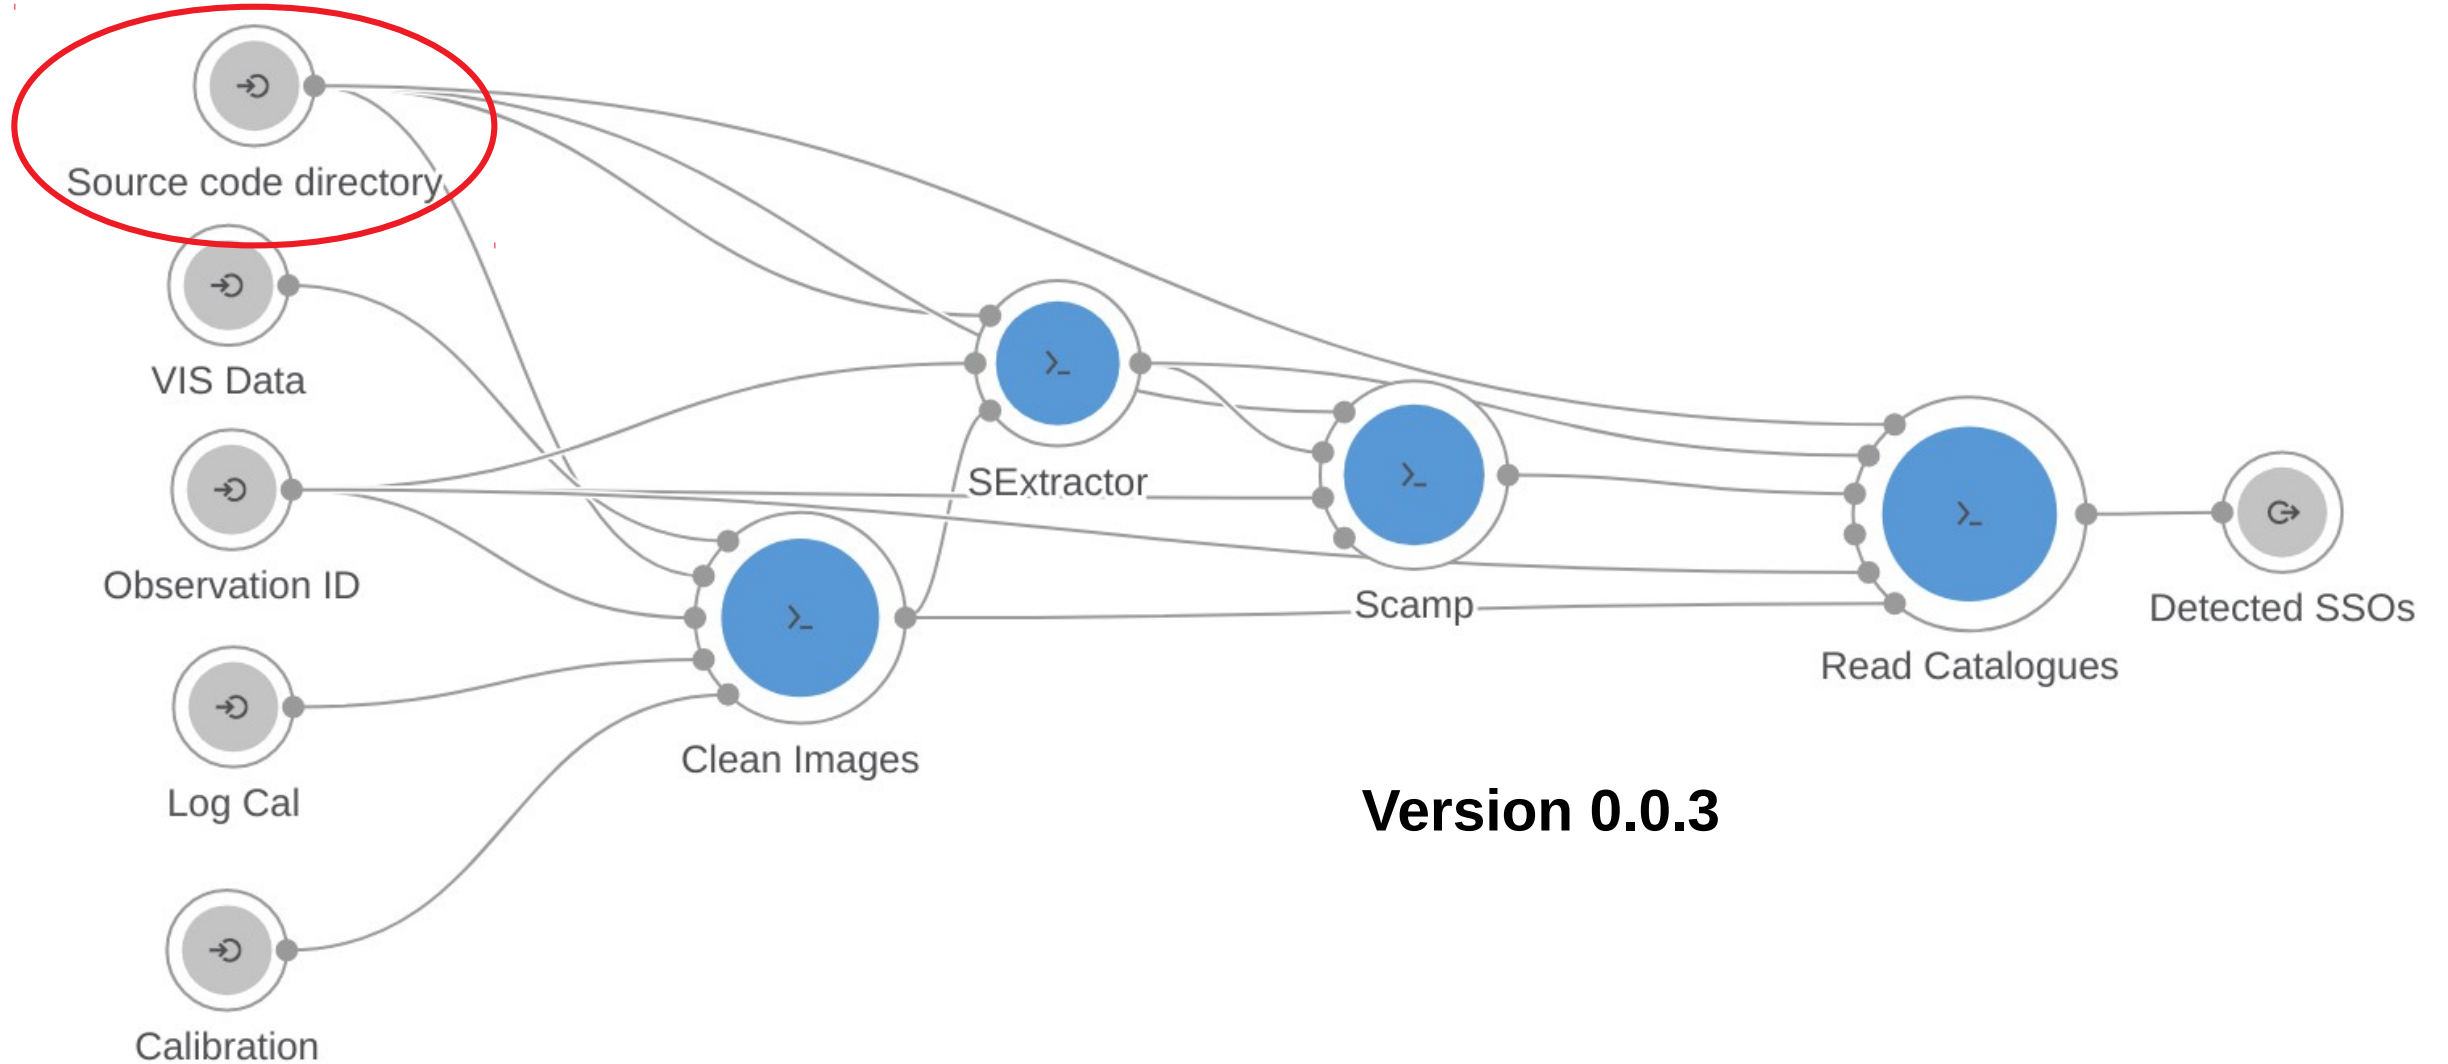 Source code directory
VIS Data
SExtractor
Observation ID
Scamp
Detected SSOs
Read Catalogues
Clean Images
Log Cal
Version 0.0.3
Calibration